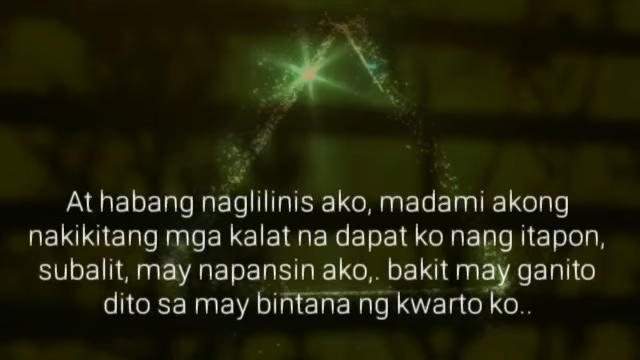 At habang naglilinis ako, madami akong
nakikitang mga kalat na dapat ko nang itapon,
subalit, may napansin ako,. bakit may ganito
dito sa may bintana ng kwarto ko..